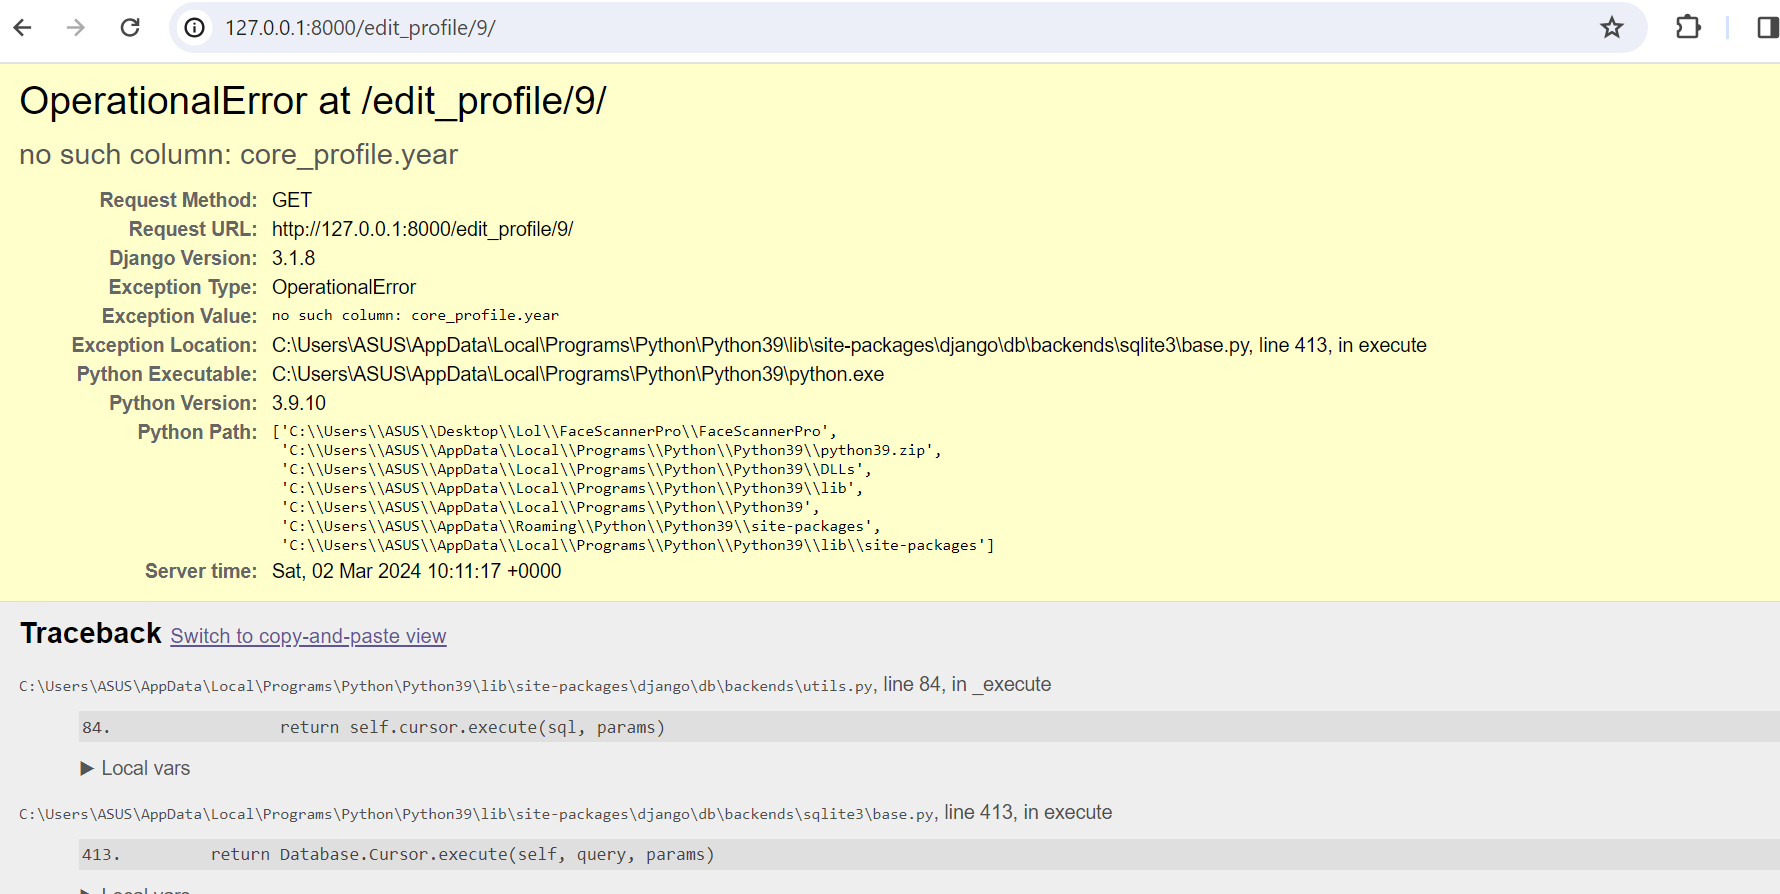 127.0.0.1:8000/edit_profile/9/
OperationalError at /edit_profile/9/
no such column: core_profile.year
Request Method: GET
Request URL: http://127.0.0.1:8000/edit_profile/9/
Django Version: 3.1.8
Exception Type: OperationalError
Exception Value: no such column: core_profile.year
Exception Location: C:\Users\ASUS\AppData\Local\Programs\Python\Python39\lib\site-packages\django\db\backends\sqlite3\base.py, line 413, in execute
Python Executable: C:\Users\ASUS\AppData\Local\Programs\Python\Python39\python.exe
Python Version: 3.9.10
Python Path: ['C:\\Users\\ASUS\\Desktop\\Lol\\FaceScannerPro\\FaceScannerPro',
'C:\\Users\\ASUS\\AppData\\Local\\Programs\\Python\\Python39\\python39.zip',
'C:\\Users\\ASUS\\AppData\\Local\\Programs\\Python\\Python39\\DLLs',
'C:\\Users\\ASUS\\AppData\\Local\\Programs\\Python\\Python39\\lib',
'C:\\Users\\ASUS\\AppData\\Local\\Programs\\Python\\Python39',
'C:\\Users\\ASUS\\AppData\\Roaming\\Python\\Python39\\site-packages',
'C:\\Users\\ASUS\\AppData\\Local\\Programs\\Python\\Python39\\lib\\site-packages']
Server time: Sat, 02 Mar 2024 10:11:17 +0000
Traceback Switch to copy-and-paste view
C:\Users\ASUS\AppData\Local\Programs\Python\Python39\lib\site-packages\django\db\backends\utils.py, line 84, in _execute
84. return self.cursor.execute(sql, params)
▶ Local vars
C:\Users\ASUS\AppData\Local\Programs\Python\Python39\lib\site-packages\django\db\backends\sqlite3\base.py, line 413, in execute
413. return Database.Cursor.execute(self, query, params)
▶ Local vars